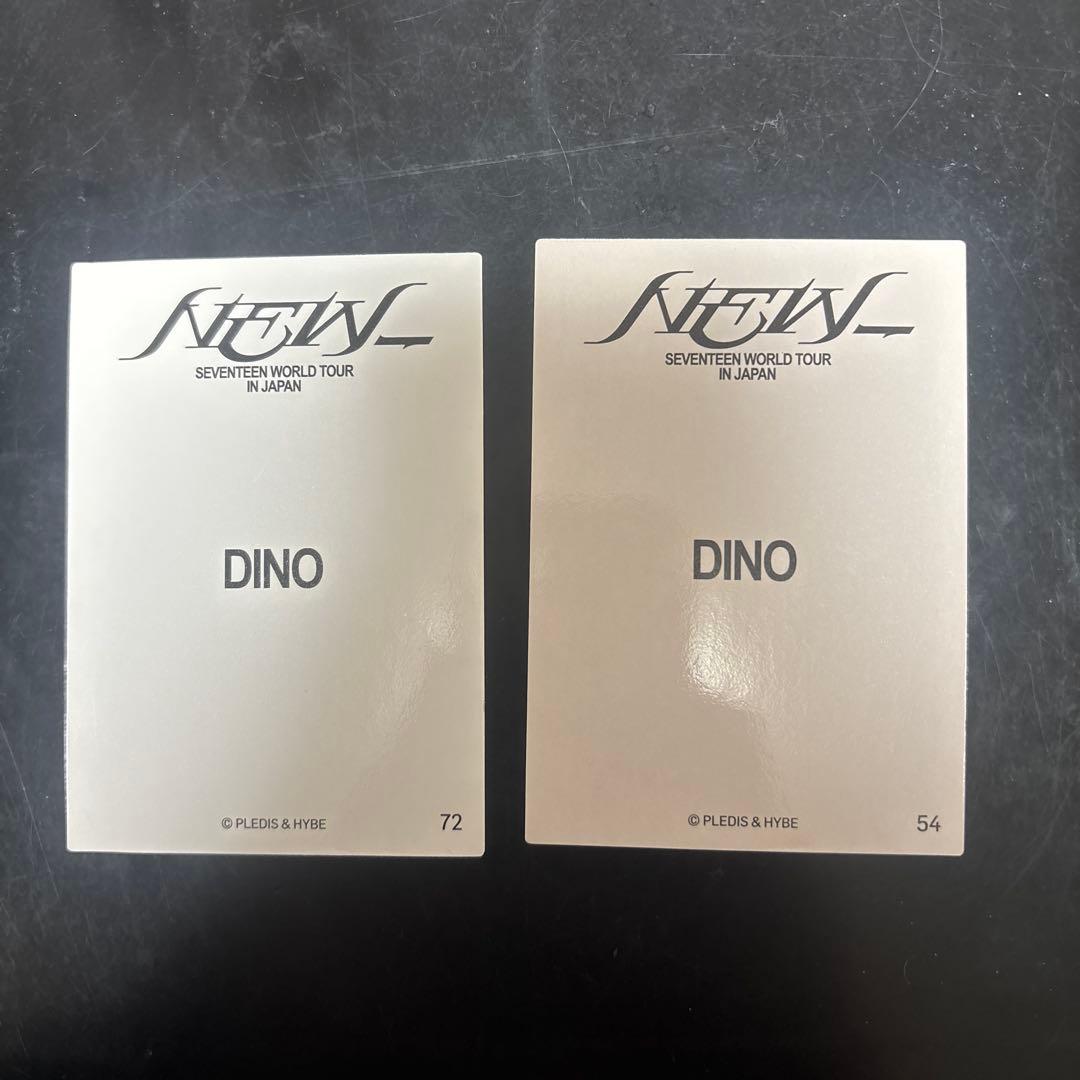 NEW_
SEVENTEEN WORLD TOUR
IN JAPAN
DINO
© PLEDIS & HYBE
72
NEW_
SEVENTEEN WORLD TOUR
IN JAPAN
DINO
© PLEDIS & HYBE
54